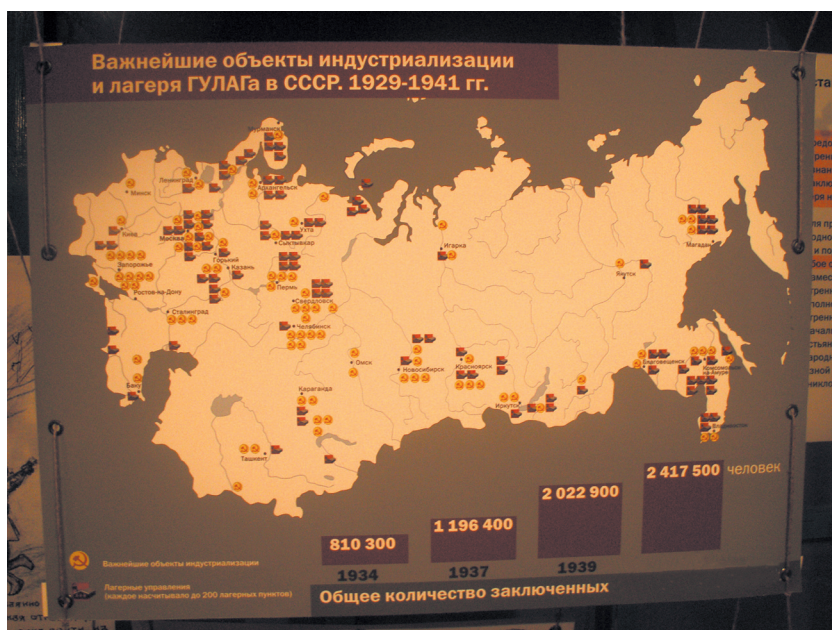 Важнейшие объекты индустриализации
и лагеря ГУЛАГа в СССР. 1929-1941 гг.
Мурманск
Ленинград
Архангельск
Минск
Киев
Москва
Ухта
Сыктывкар
Игарка
Магадан
Горький
Казань
Запорожье
Якутск
Пермь
Ростов-на-Дону
Свердловск
Сталинград
Челябинск
Омск
Новосибирск
Красноярск
Благовещенск
Комсомольск
на-Амуре
Баку
Караганда
Иркутск
Владивосток
Ташкент
2 417 500 человек
2 022 900
1 196 400
810 300
1934
1937
1939
Важнейшие объекты индустриализации
Лагерные управления
(каждое насчитывало до 200 лагерных пунктов)
Общее количество заключенных